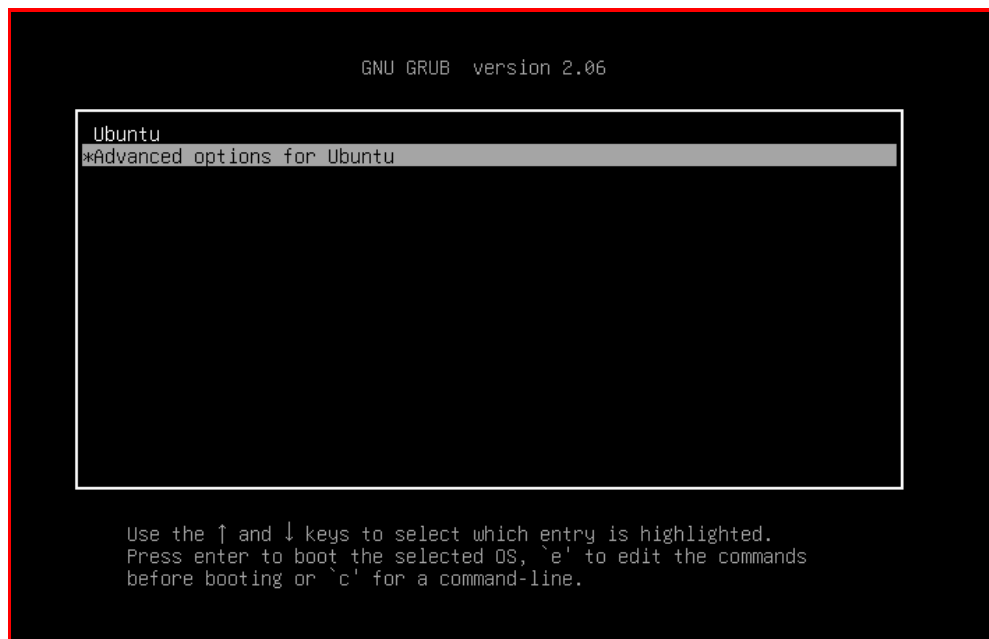 GNU GRUB  version 2.06
Ubuntu
*Advanced options for Ubuntu
Use the ↑ and ↓ keys to select which entry is highlighted.
Press enter to boot the selected OS, `e' to edit the commands
before booting or `c' for a command-line.